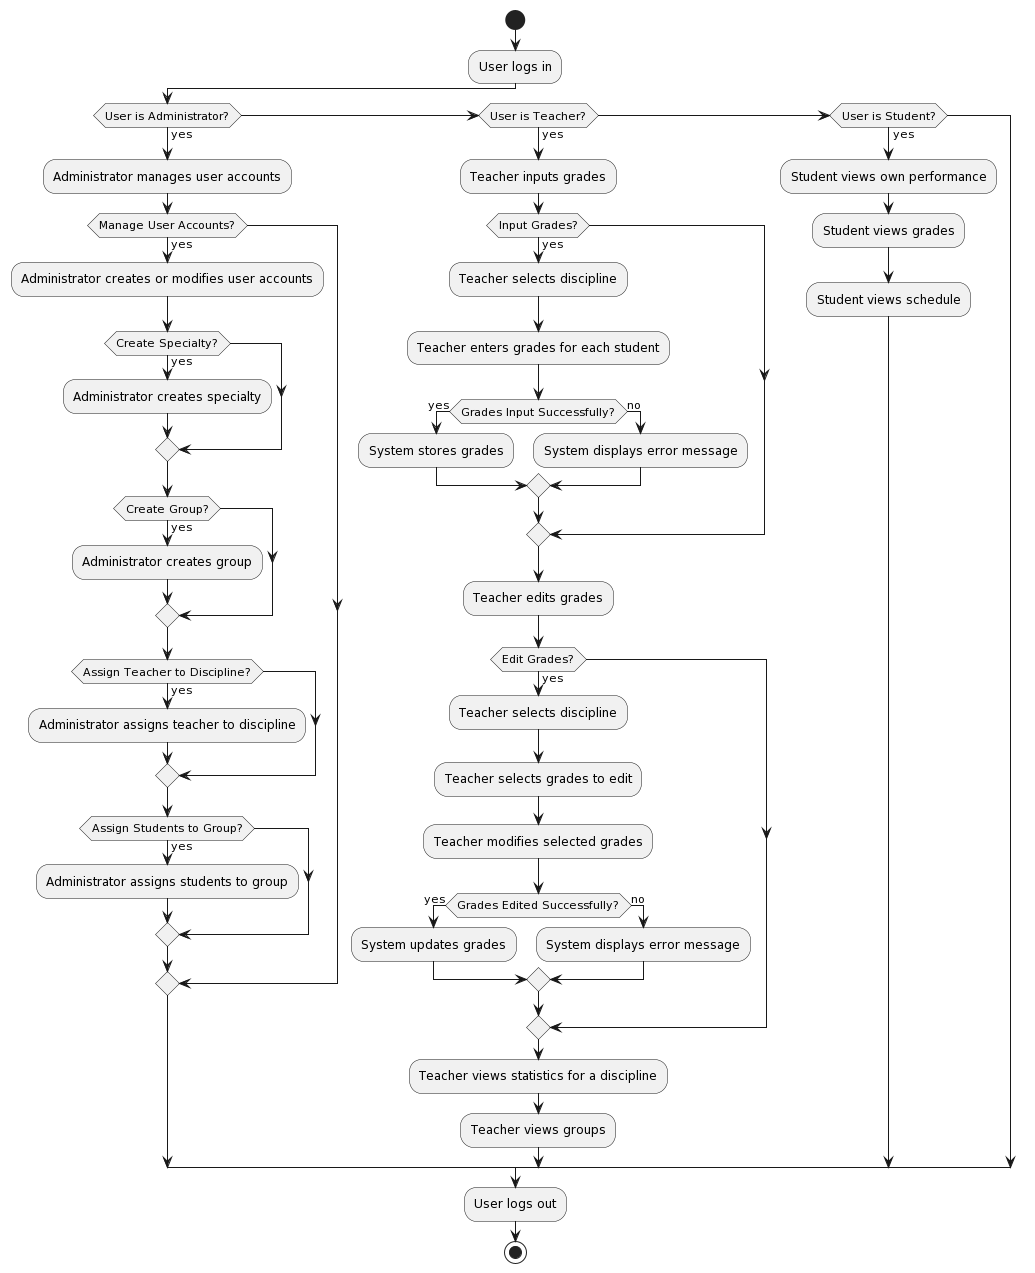 User logs in
User is Administrator?
yes
Administrator manages user accounts
Manage User Accounts?
yes
Administrator creates or modifies user accounts
Create Specialty?
yes
Administrator creates specialty
Create Group?
yes
Administrator creates group
Assign Teacher to Discipline?
yes
Administrator assigns teacher to discipline
Assign Students to Group?
yes
Administrator assigns students to group
User is Teacher?
yes
Teacher inputs grades
Input Grades?
yes
Teacher selects discipline
Teacher enters grades for each student
Grades Input Successfully?
yes
System stores grades
no
System displays error message
Teacher edits grades
Edit Grades?
yes
Teacher selects discipline
Teacher selects grades to edit
Teacher modifies selected grades
Grades Edited Successfully?
yes
System updates grades
no
System displays error message
Teacher views statistics for a discipline
Teacher views groups
User is Student?
yes
Student views own performance
Student views grades
Student views schedule
User logs out